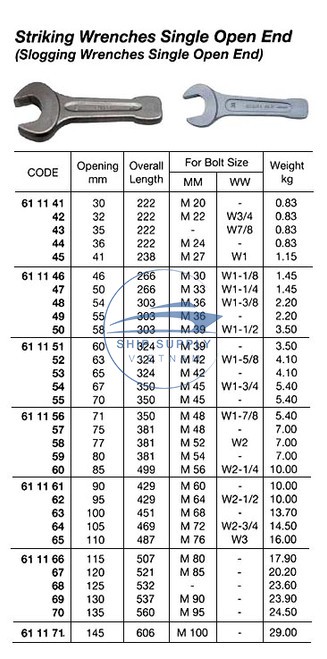 Striking Wrenches Single Open End
(Slogging Wrenches Single Open End)
CODE Opening mm Overall Length For Bolt Size Weight kg
MM WW
61 11 41 30 222 M 20 - 0.83
42 32 222 M 22 W3/4 0.83
43 35 222 - W7/8 0.83
44 36 222 M 24 - 0.83
45 41 238 M 27 W1 1.15
61 11 46 46 266 M 30 W1-1/8 1.45
47 50 266 M 33 W1-1/4 1.45
48 54 303 M 36 W1-3/8 2.20
49 55 303 M 36 - 2.20
50 58 303 M 39 W1-1/2 3.50
61 11 51 60 324 M 39 - 3.50
52 63 324 M 42 W1-5/8 4.10
53 65 324 M 42 - 4.10
54 67 350 M 45 W1-3/4 5.40
55 70 350 M 45 - 5.40
61 11 56 71 350 M 48 W1-7/8 5.40
57 75 381 M 48 - 7.00
58 77 381 M 52 W2 7.00
59 80 381 M 54 - 7.00
60 85 499 M 56 W2-1/4 10.00
61 11 61 90 429 M 60 - 10.00
62 95 429 M 64 W2-1/2 10.00
63 100 451 M 68 - 13.70
64 105 469 M 72 W2-3/4 14.50
65 110 487 M 76 W3 16.00
61 11 66 115 507 M 80 - 17.90
67 120 521 M 85 - 20.20
68 125 532 - - 23.60
69 130 537 M 90 - 23.90
70 135 560 M 95 - 24.50
61 11 71 145 606 M 100 - 29.00
SHIP SUPPLY
VIETNAM